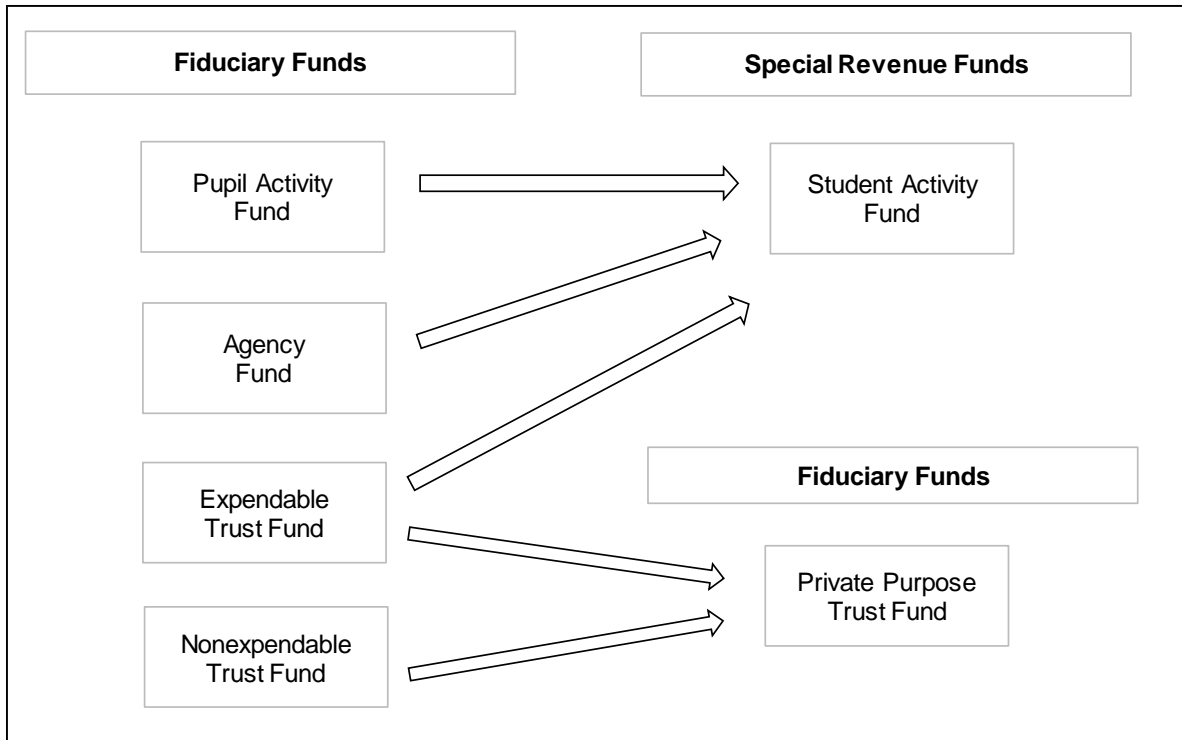 Fiduciary Funds
Pupil Activity
Fund
Agency
Fund
Expendable
Trust Fund
Nonexpendable
Trust Fund
Special Revenue Funds
Student Activity
Fund
Fiduciary Funds
Private Purpose
Trust Fund